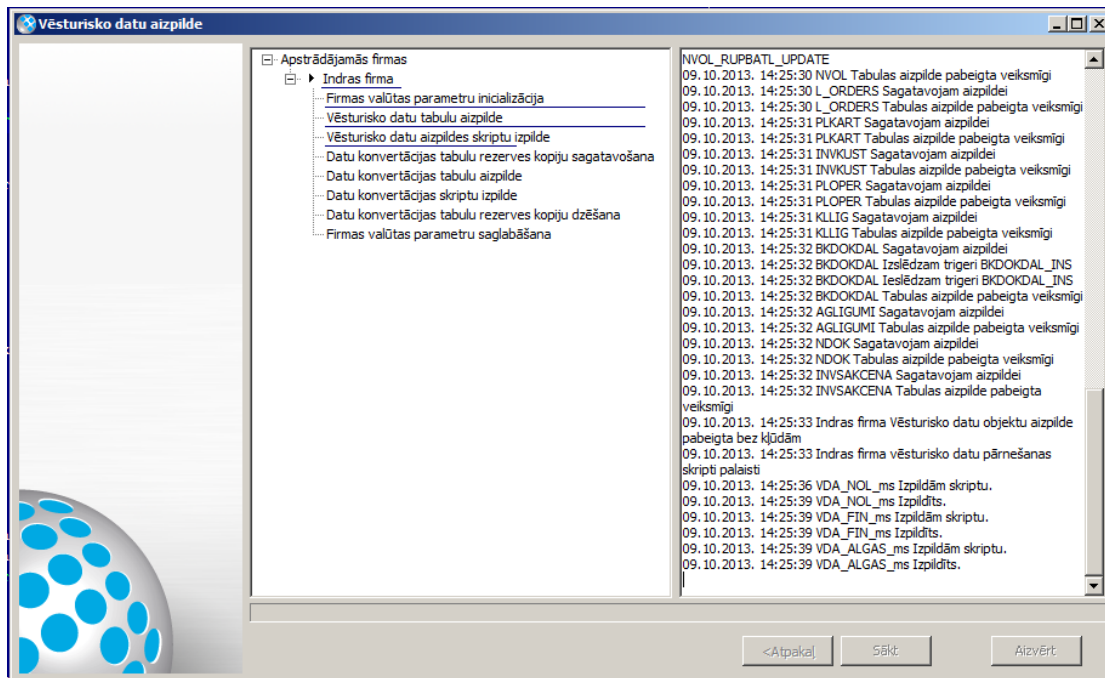 Vēsturisko datu aizpilde
Apstrādājamās firmas
Indras firma
Firmas valūtas parametru inicializācija
Vēsturisko datu tabulu aizpilde
Vēsturisko datu aizpildes skriptu izpilde
Datu konvertācijas tabulu rezerves kopiju sagatavošana
Datu konvertācijas tabulu aizpilde
Datu konvertācijas skriptu izpilde
Datu konvertācijas tabulu rezerves kopiju dzēšana
Firmas valūtas parametru saglabāšana
NVOL_RUPBATL_UPDATE
09.10.2013. 14:25:30 NVOL Tabulas aizpilde pabeigta veiksmīgi
09.10.2013. 14:25:30 L_ORDERS Sagatavojam aizpildei
09.10.2013. 14:25:30 L_ORDERS Tabulas aizpilde pabeigta veiksmīgi
09.10.2013. 14:25:31 PLKART Sagatavojam aizpildei
09.10.2013. 14:25:31 PLKART Tabulas aizpilde pabeigta veiksmīgi
09.10.2013. 14:25:31 INVKUST Sagatavojam aizpildei
09.10.2013. 14:25:31 INVKUST Tabulas aizpilde pabeigta veiksmīgi
09.10.2013. 14:25:31 PLOPER Sagatavojam aizpildei
09.10.2013. 14:25:31 PLOPER Tabulas aizpilde pabeigta veiksmīgi
09.10.2013. 14:25:31 KLLIG Sagatavojam aizpildei
09.10.2013. 14:25:31 KLLIG Tabulas aizpilde pabeigta veiksmīgi
09.10.2013. 14:25:32 BKDOKDAL Sagatavojam aizpildei
09.10.2013. 14:25:32 BKDOKDAL Izslēdzam trigeri BKDOKDAL_INS
09.10.2013. 14:25:32 BKDOKDAL Ieslēdzam trigeri BKDOKDAL_INS
09.10.2013. 14:25:32 BKDOKDAL Tabulas aizpilde pabeigta veiksmīgi
09.10.2013. 14:25:32 AGLIGUMI Sagatavojam aizpildei
09.10.2013. 14:25:32 AGLIGUMI Tabulas aizpilde pabeigta veiksmīgi
09.10.2013. 14:25:32 NDOK Sagatavojam aizpildei
09.10.2013. 14:25:32 NDOK Tabulas aizpilde pabeigta veiksmīgi
09.10.2013. 14:25:32 INVSAKCENA Sagatavojam aizpildei
09.10.2013. 14:25:32 INVSAKCENA Tabulas aizpilde pabeigta
veiksmīgi
09.10.2013. 14:25:33 Indras firma Vēsturisko datu objektu aizpilde
pabeigta bez kļūdām
09.10.2013. 14:25:33 Indras firma vēsturisko datu pārnešanas
skripti palaisti
09.10.2013. 14:25:36 VDA_NOL_ms Izpildām skriptu.
09.10.2013. 14:25:39 VDA_NOL_ms Izpildīts.
09.10.2013. 14:25:39 VDA_FIN_ms Izpildām skriptu.
09.10.2013. 14:25:39 VDA_FIN_ms Izpildīts.
09.10.2013. 14:25:39 VDA_ALGAS_ms Izpildām skriptu.
09.10.2013. 14:25:39 VDA_ALGAS_ms Izpildīts.
<Atpakaļ
Sākt
Aizvērt